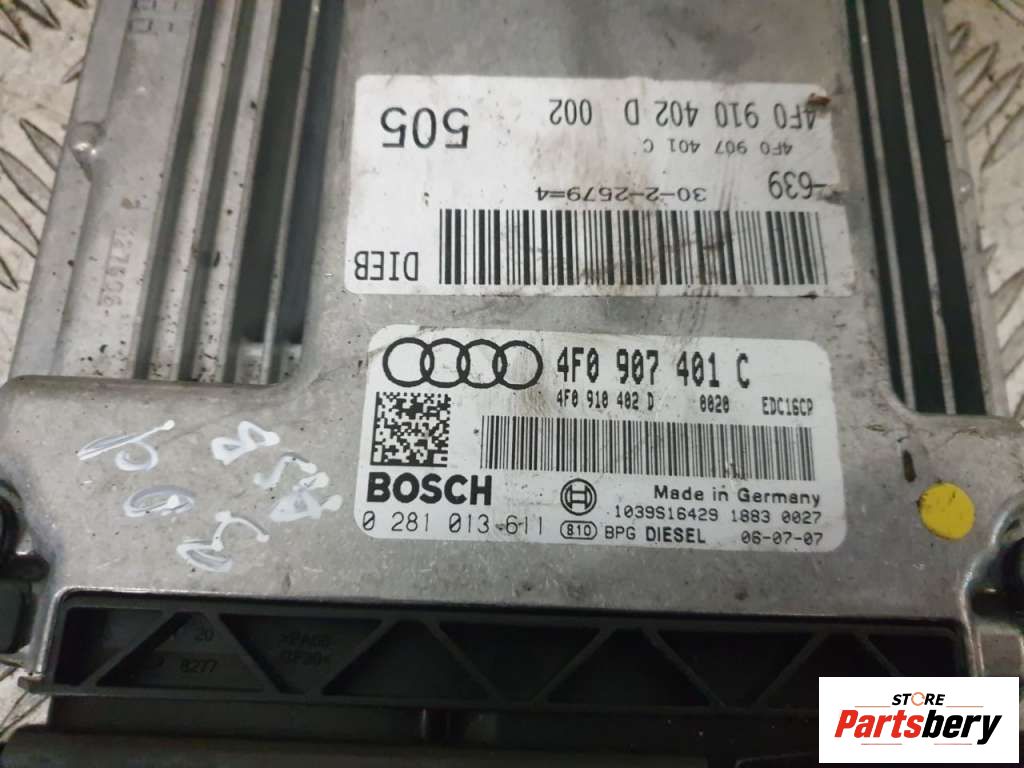 4F0 910 402 D 002
505
4F0 907 401 C
-639
30-2-2579=4
DIEB
4F0 907 401 C
4F0 910 402 D 0020 EDC16CP
BOSCH
Made in Germany
1039S16429 1883 0027
0 281 013 611
810 BPG DIESEL 06-07-07
STORE
Partsbery